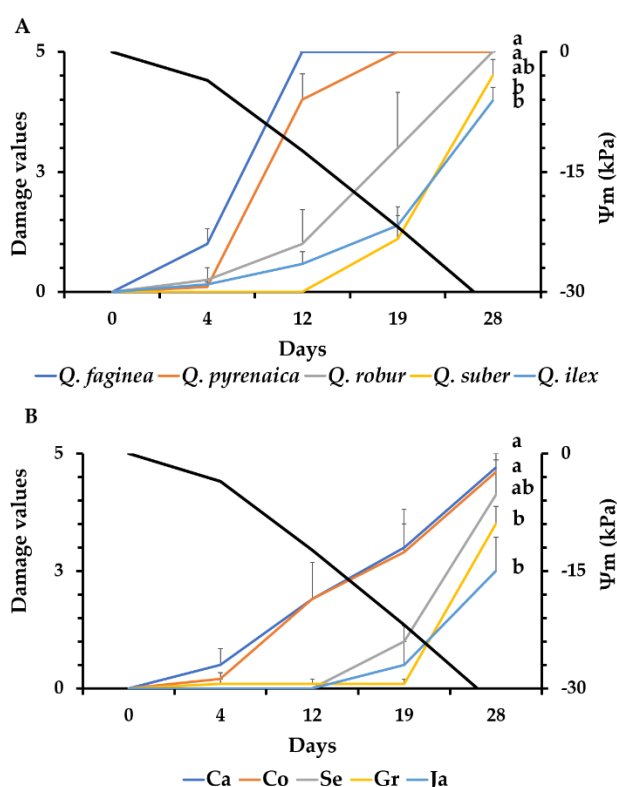 A
5
3
0
Damage values
0
-15
-30
Ψm (kPa)
a
a
ab
b
b
0 4 12 19 28
Days
Q. faginea Q. pyrenaica Q. robur Q. suber Q. ilex
B
5
3
0
Damage values
0
-15
-30
Ψm (kPa)
a
a
ab
b
b
0 4 12 19 28
Days
Ca Co Se Gr Ja